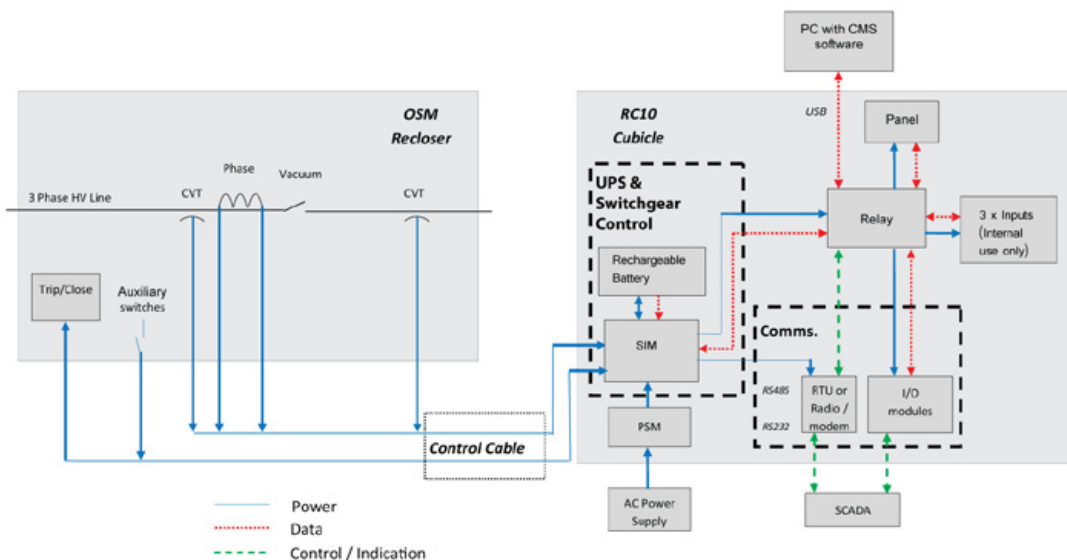 PC with CMS
software
OSM
Recloser
RC10
Cubicle
USB
Panel
Phase
Vacuum
CVT
CVT
3 Phase HV Line
UPS &
Switchgear
Control
Relay
3 x Inputs
(Internal
use only)
Trip/Close
Auxiliary
switches
Rechargeable
Battery
SIM
Comms.
RS485
RS232
RTU or
Radio /
modem
I/O
modules
PSM
Control Cable
AC Power
Supply
SCADA
Power
Data
Control / Indication